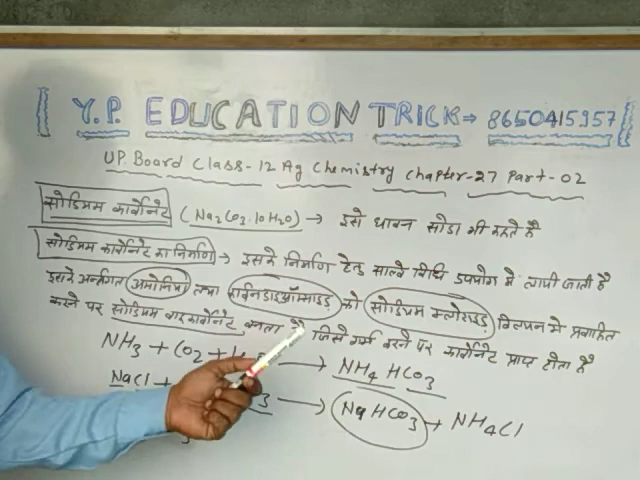 Y.P. EDUCATION TRICK → 8650415957
UP Board Class-12 Ag Chemistry Chapter-27 Part-02
सोडियम कार्बोनेट (Na2CO3.10H2O) → इसे धावन सोडा भी कहते है
सोडियम कार्बोनेट का निर्माण → इसके निर्माण हेतु साल्वे विधि उपयोग में लायी जाती है
इसके अन्तर्गत अमोनिया तथा कार्बनडाइऑक्साइड को सोडियम क्लोराइड विलयन मे प्रवाहित
करने पर सोडियम बाइकार्बोनेट बनता है जिसे गर्म करने पर कार्बोनेट प्राप्त होता है
NH3 + CO2 + → NH4HCO3
NaCl + → NaHCO3 + NH4Cl